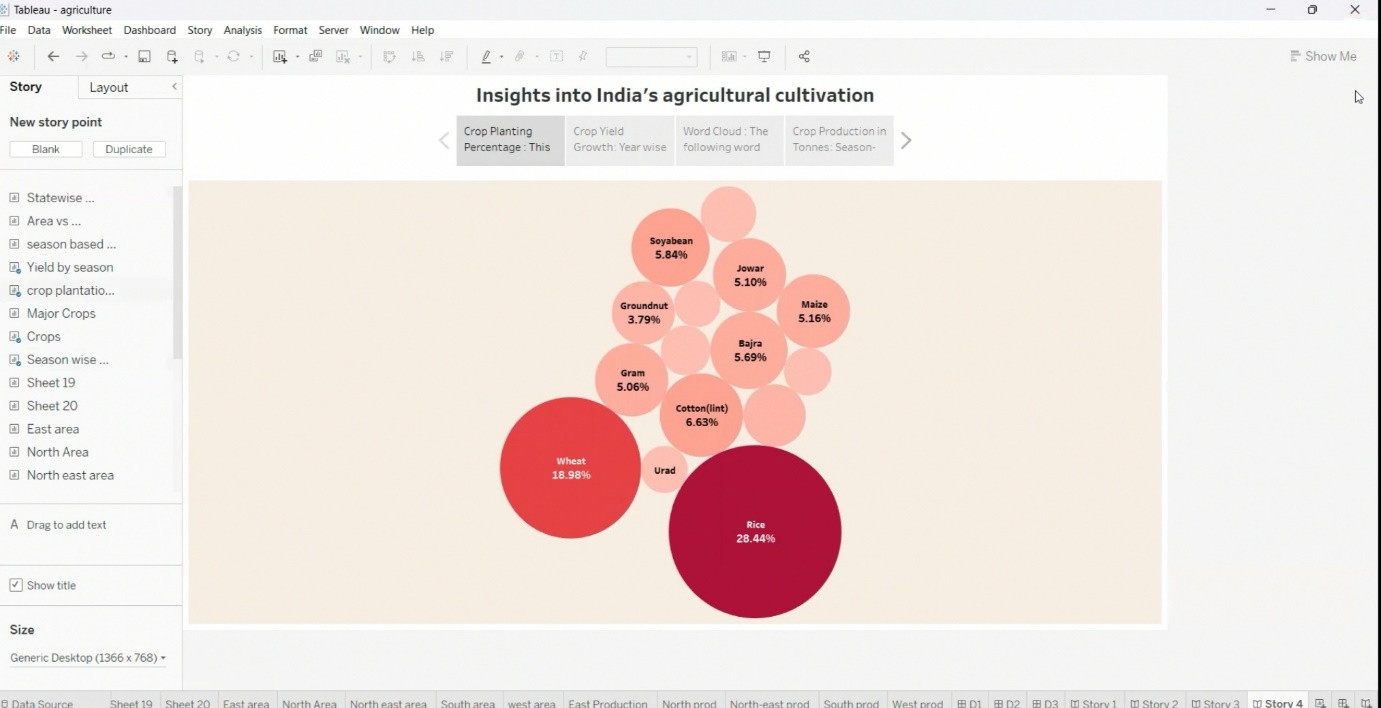 Tableau - agriculture
File Data Worksheet Dashboard Story Analysis Format Server Window Help
Show Me
Story
Layout
New story point
Blank
Duplicate
Statewise ...
Area vs ...
season based ...
Yield by season
crop plantatio...
Major Crops
Crops
Season wise ...
Sheet 19
Sheet 20
East area
North Area
North east area
A Drag to add text
Show title
Size
Generic Desktop (1366 x 768)
Insights into India's agricultural cultivation
Crop Planting
Percentage : This
Crop Yield
Growth: Year wise
Word Cloud : The
following word
Crop Production in
Tonnes: Season-
Soyabean
5.84%
Jowar
5.10%
Groundnut
3.79%
Maize
5.16%
Bajra
5.69%
Gram
5.06%
Cotton(lint)
6.63%
Wheat
18.98%
Urad
Rice
28.44%
Data Source Sheet 19 Sheet 20 East area North Area North east area South area west area East Production North prod North-east prod South prod West prod D1 D2 D3 Story 1 Story 2 Story 3 Story 4